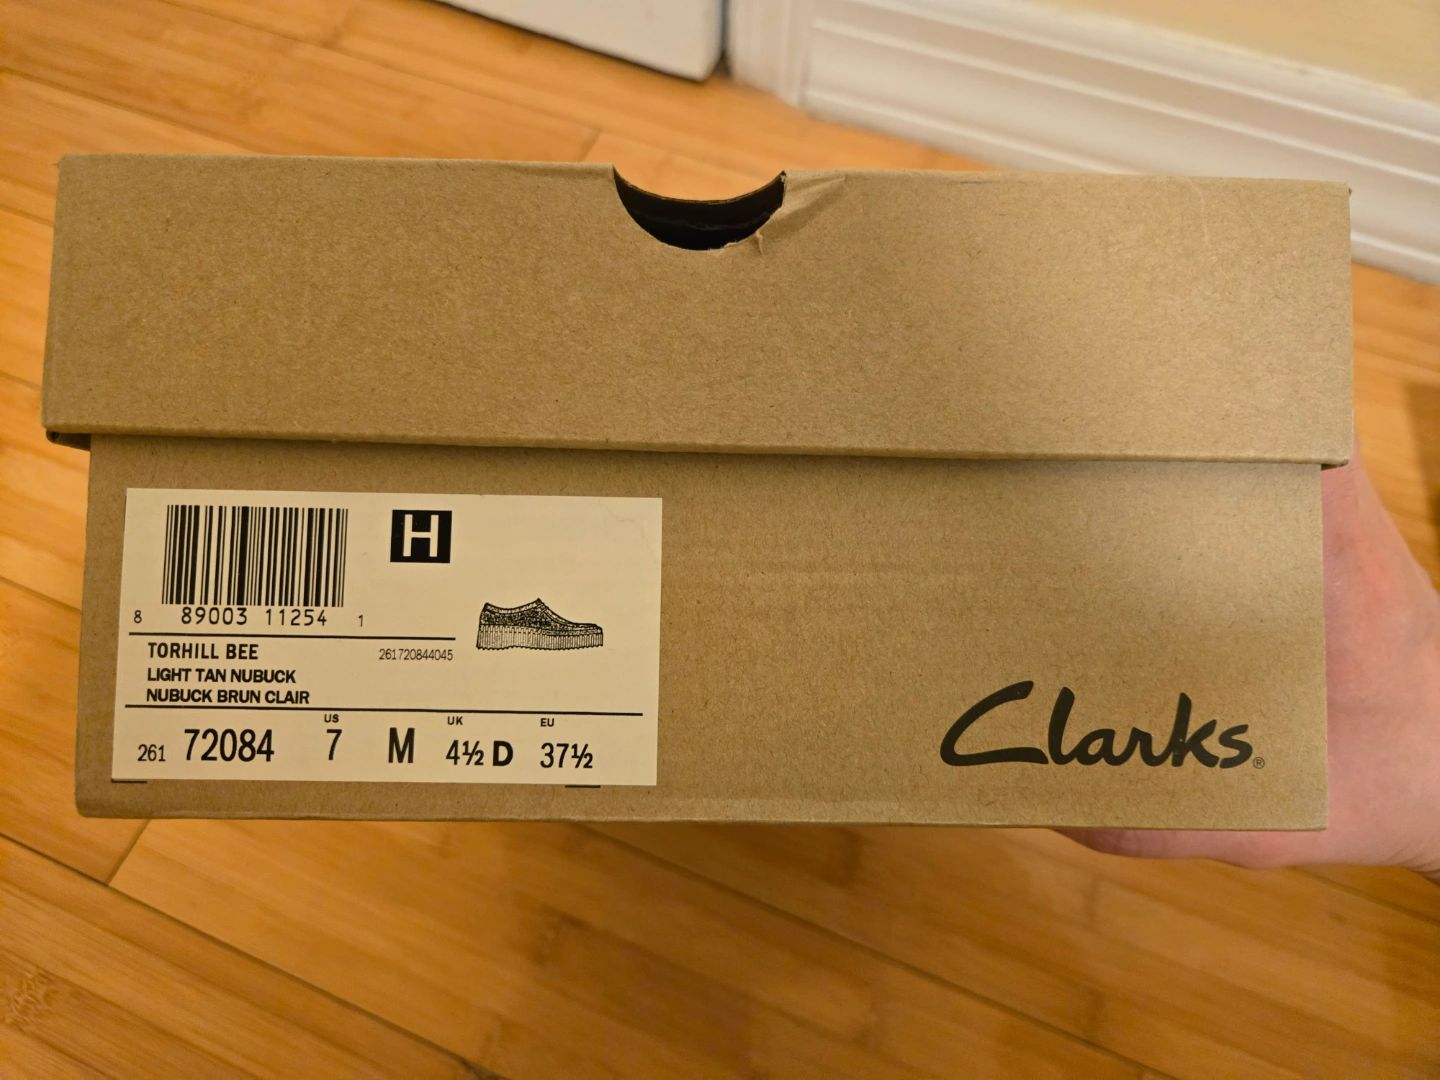 H
8 89003 11254 1
TORHILL BEE 261720844045
LIGHT TAN NUBUCK
NUBUCK BRUN CLAIR
US UK EU
261 72084 7 M 4½ D 37½
Clarks®